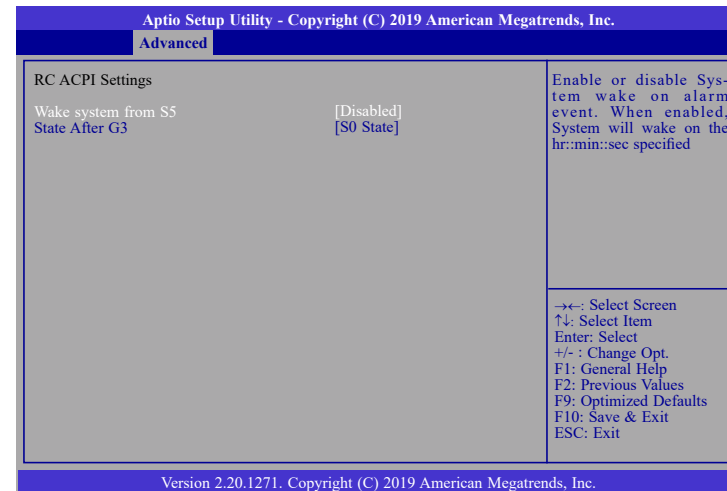 Aptio Setup Utility - Copyright (C) 2019 American Megatrends, Inc.
Advanced
RC ACPI Settings
Wake system from S5 [Disabled]
State After G3 [S0 State]
Enable or disable Sys-
tem wake on alarm
event. When enabled,
System will wake on the
hr::min::sec specified
→←: Select Screen
↑↓: Select Item
Enter: Select
+/- : Change Opt.
F1: General Help
F2: Previous Values
F9: Optimized Defaults
F10: Save & Exit
ESC: Exit
Version 2.20.1271. Copyright (C) 2019 American Megatrends, Inc.